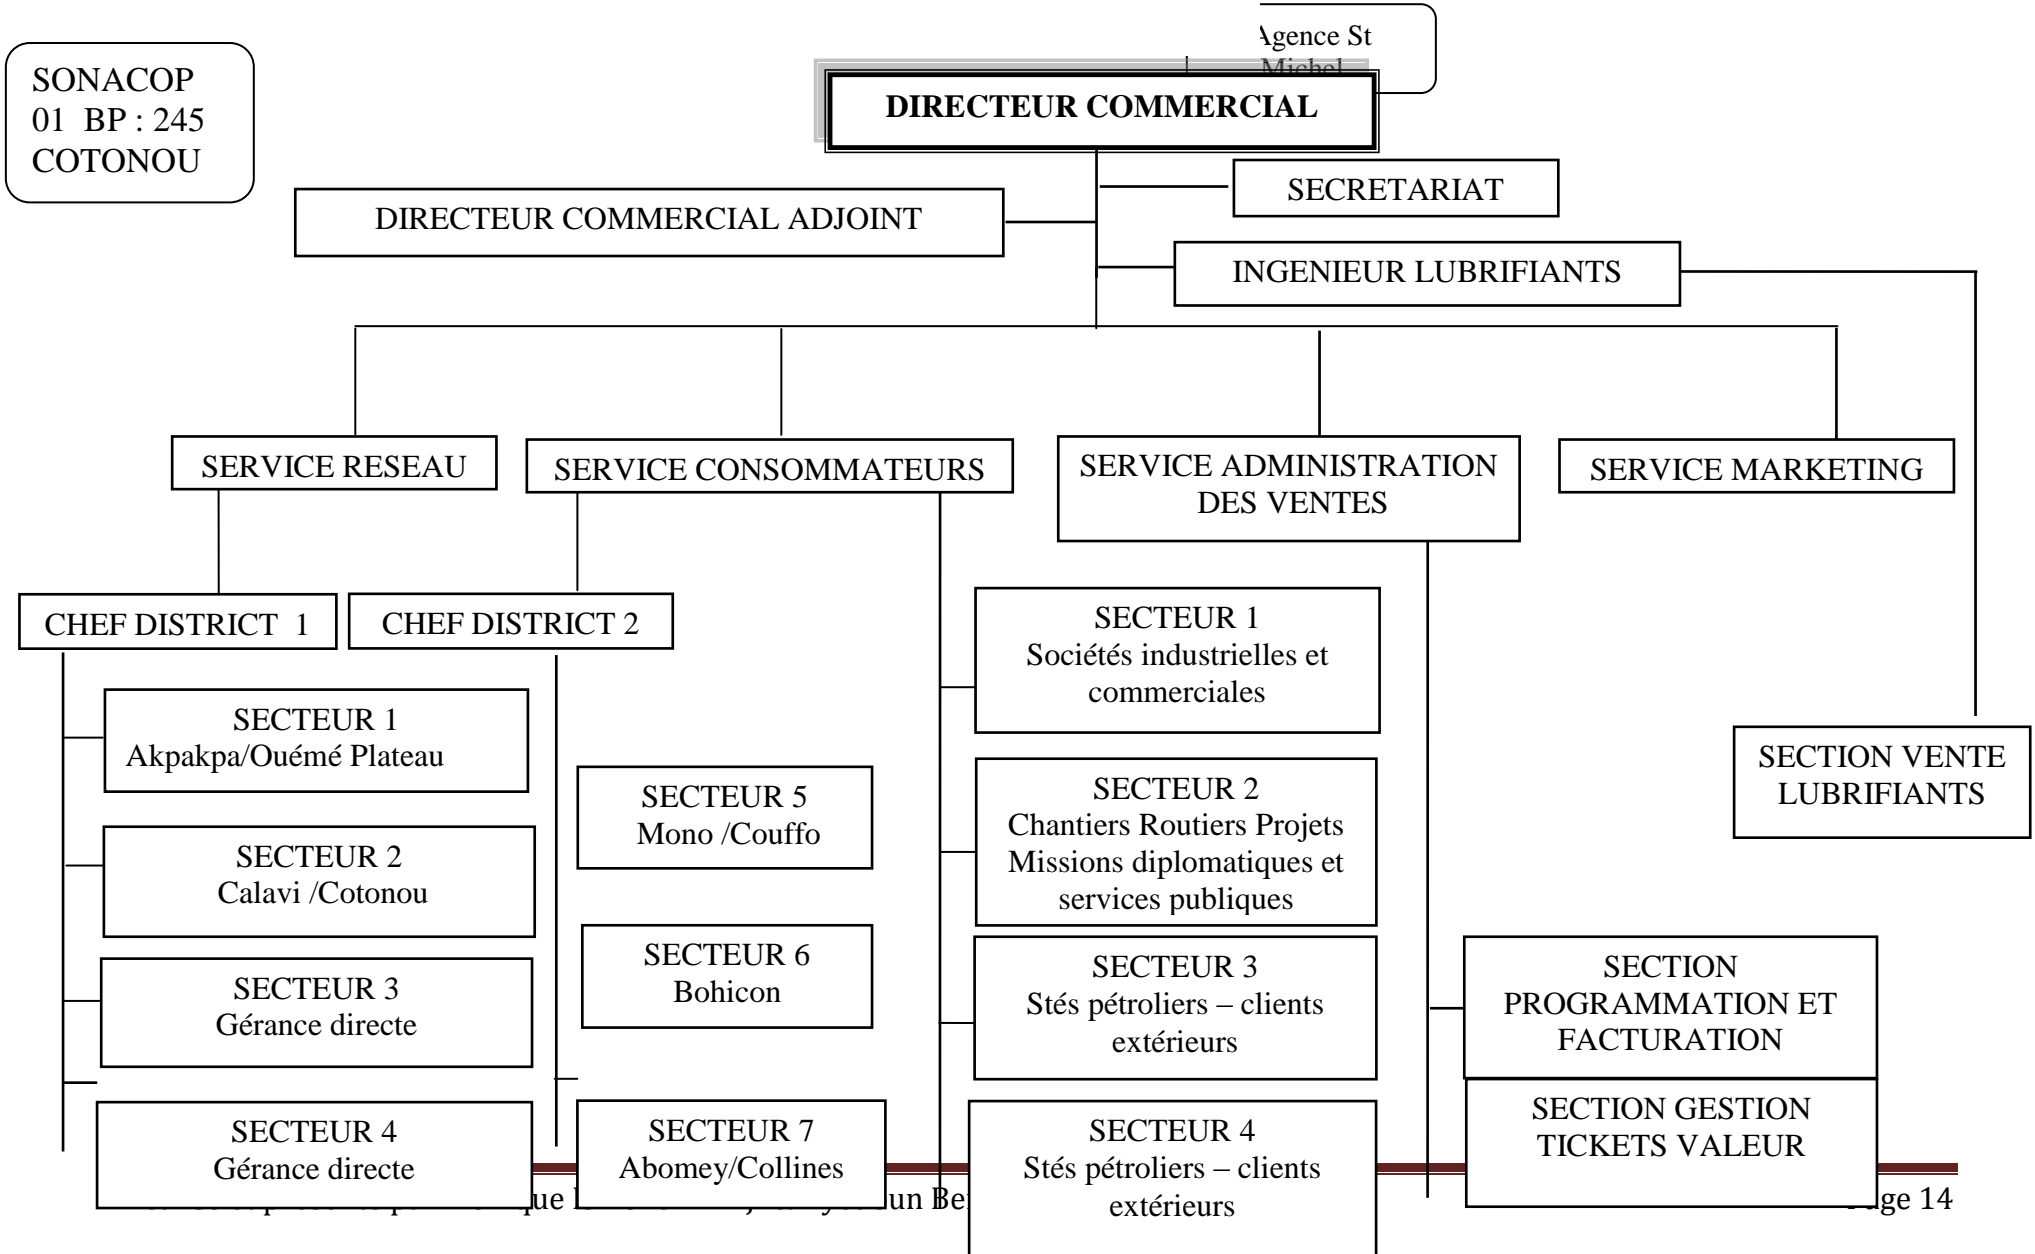 Agence St
Michel
SONACOP
01 BP : 245
COTONOU
DIRECTEUR COMMERCIAL
SECRETARIAT
DIRECTEUR COMMERCIAL ADJOINT
INGENIEUR LUBRIFIANTS
SERVICE RESEAU
SERVICE CONSOMMATEURS
SERVICE ADMINISTRATION
DES VENTES
SERVICE MARKETING
CHEF DISTRICT 1
CHEF DISTRICT 2
SECTEUR 1
Akpakpa/Ouémé Plateau
SECTEUR 2
Calavi /Cotonou
SECTEUR 3
Gérance directe
SECTEUR 4
Gérance directe
SECTEUR 5
Mono /Couffo
SECTEUR 6
Bohicon
SECTEUR 7
Abomey/Collines
SECTEUR 1
Sociétés industrielles et
commerciales
SECTEUR 2
Chantiers Routiers Projets
Missions diplomatiques et
services publiques
SECTEUR 3
Stés pétroliers – clients
extérieurs
SECTEUR 4
Stés pétroliers – clients
extérieurs
SECTION
PROGRAMMATION ET
FACTURATION
SECTION GESTION
TICKETS VALEUR
SECTION VENTE
LUBRIFIANTS
14